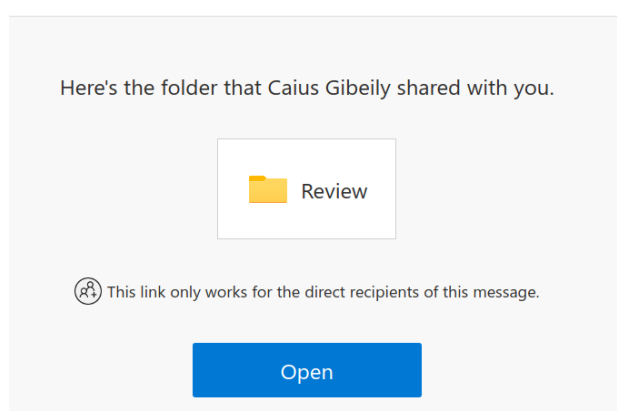 Here's the folder that Caius Gibeily shared with you.
Review
This link only works for the direct recipients of this message.
Open